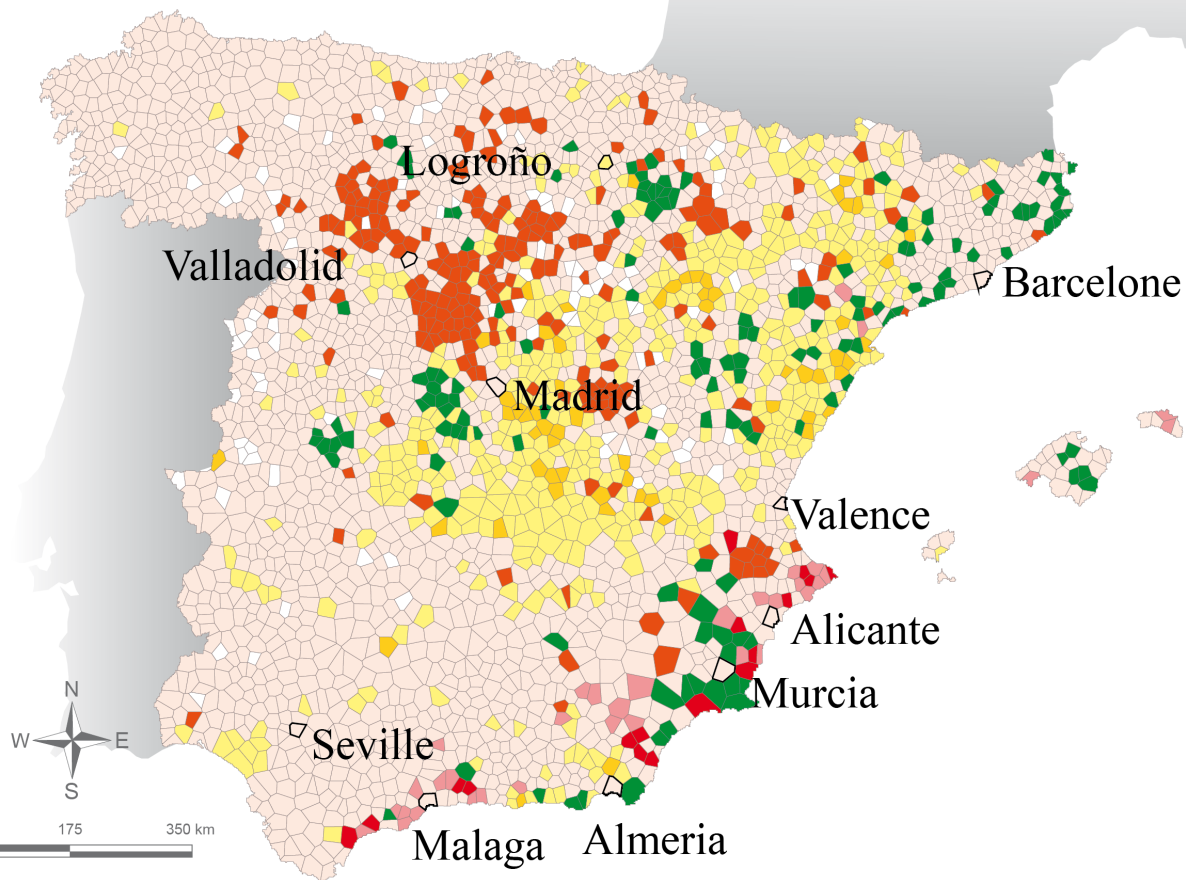 Logroño
Valladolid
Barcelone
Madrid
Valence
Alicante
Murcia
N
W E
S
Seville
175 350 km
Malaga
Almeria